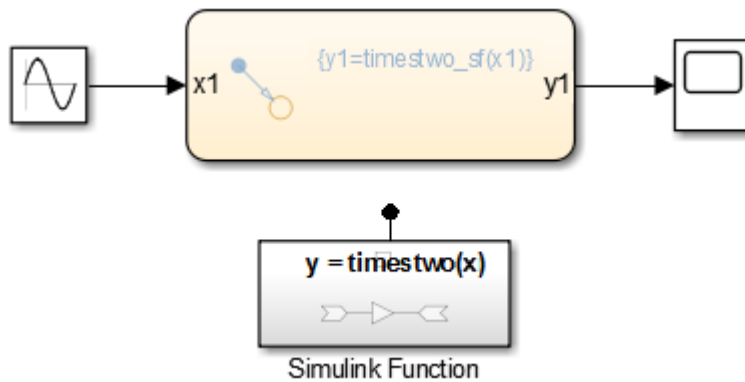 {y1=timestwo_sf(x1)}
x1
y1
y = timestwo(x)
Simulink Function